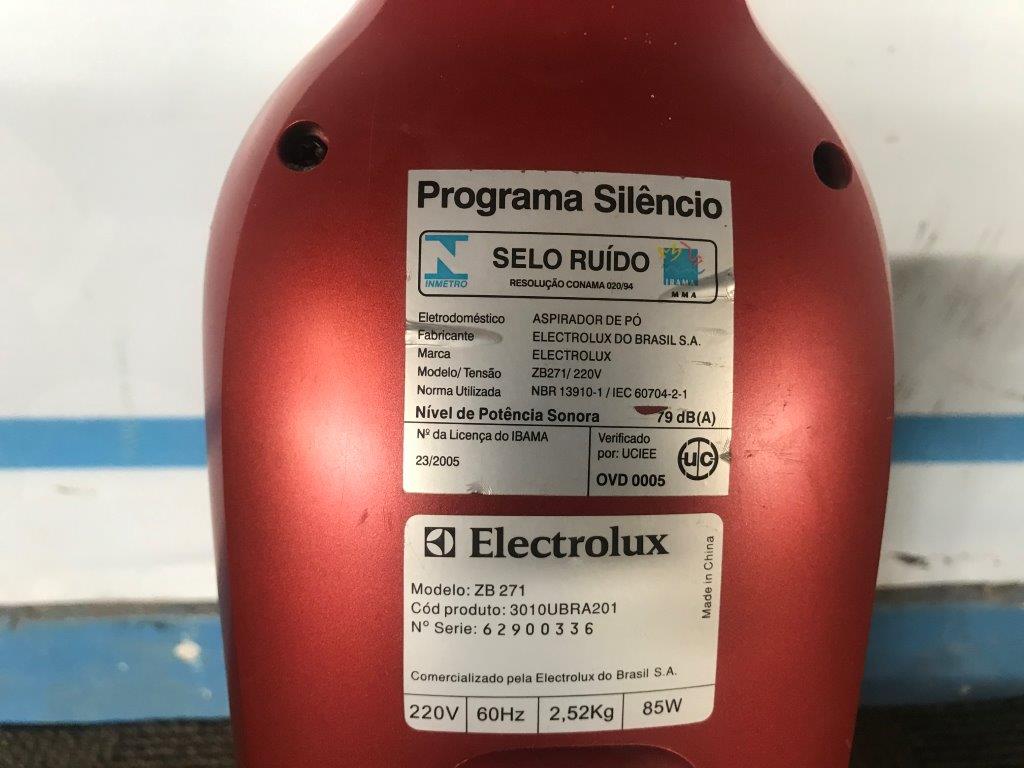 Programa Silêncio
INMETRO
SELO RUÍDO
RESOLUÇÃO CONAMA 020/94
IBAMA
MMA
Eletrodoméstico ASPIRADOR DE PÓ
Fabricante ELECTROLUX DO BRASIL S.A.
Marca ELECTROLUX
Modelo/ Tensão ZB271/ 220V
Norma Utilizada NBR 13910-1 / IEC 60704-2-1
Nível de Potência Sonora 79 dB(A)
Nº da Licença do IBAMA
23/2005
Verificado
por: UCIEE
OVD 0005
UC
Electrolux
Modelo: ZB 271
Cód produto: 3010UBRA201
Nº Serie: 62900336
Made in China
Comercializado pela Electrolux do Brasil S.A.
220V 60Hz 2,52Kg 85W